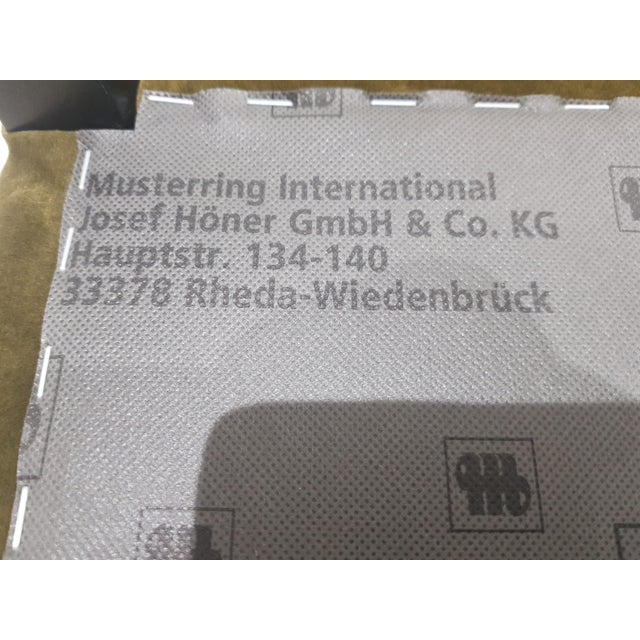 Musterring International
Josef Höner GmbH & Co. KG
Hauptstr. 134-140
33378 Rheda-Wiedenbrück